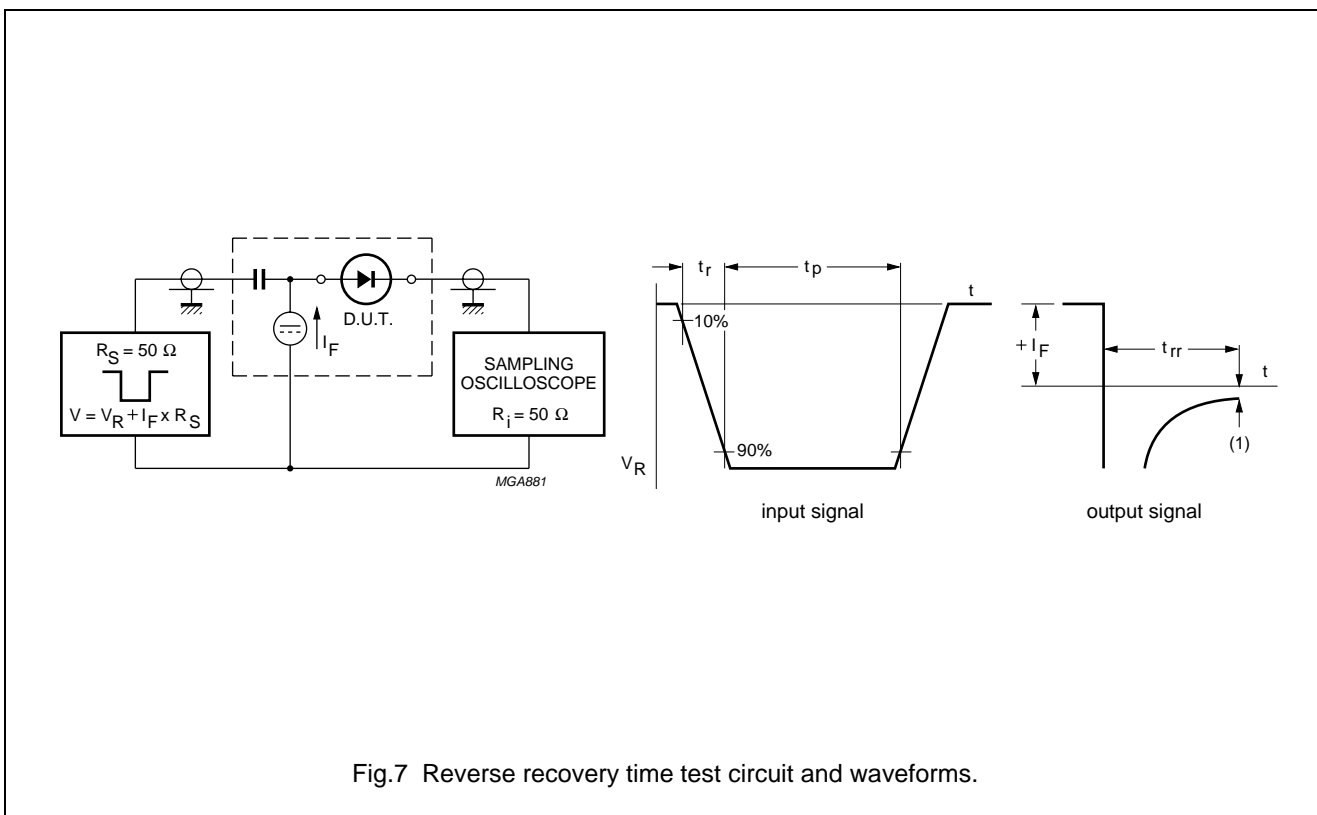 R_S = 50 Ω
V = V_R + I_F x R_S
I_F
D.U.T.
SAMPLING
OSCILLOSCOPE
R_i = 50 Ω
MGA881
t_r
t_p
t
10%
90%
V_R
input signal
+ I_F
t_rr
t
(1)
output signal
Fig.7 Reverse recovery time test circuit and waveforms.